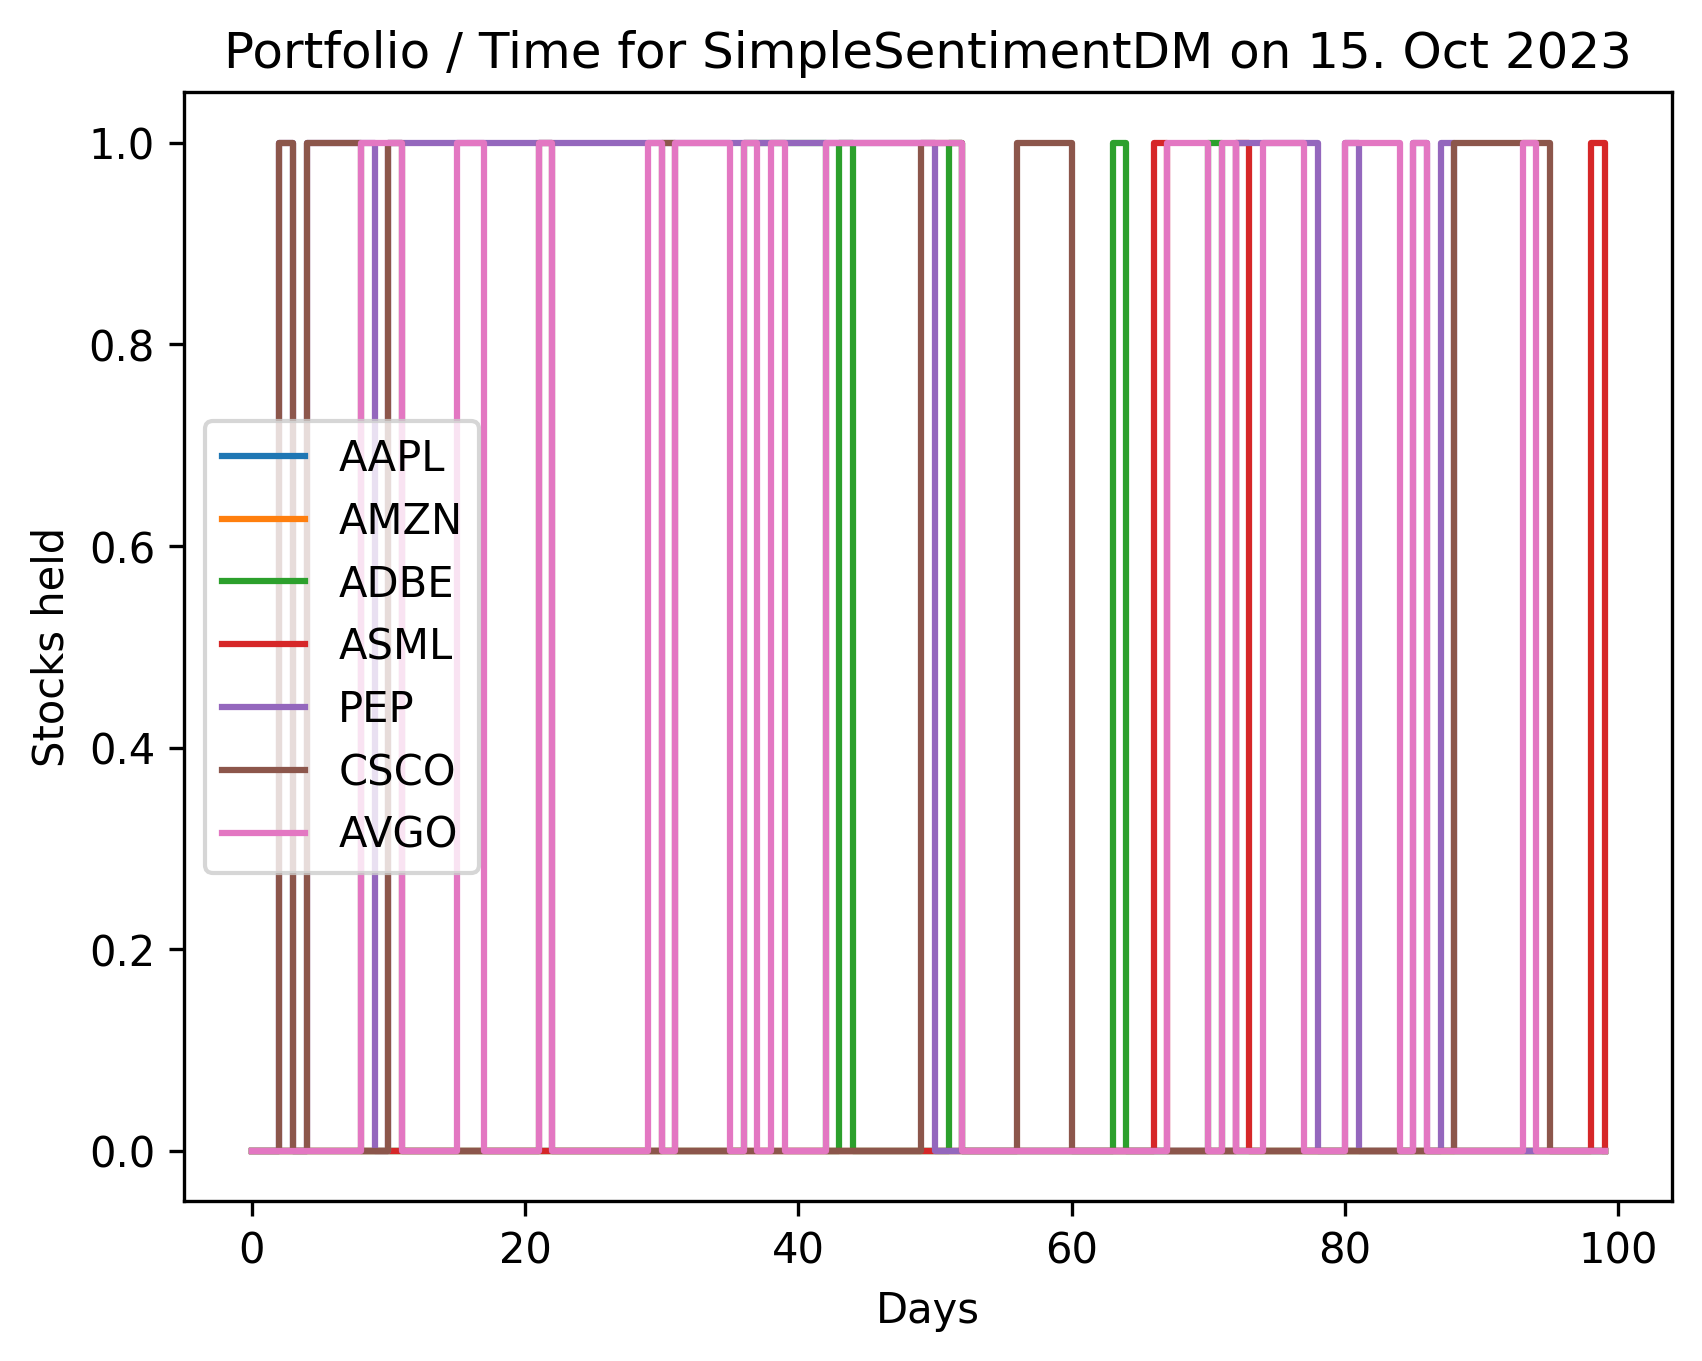 Portfolio / Time for SimpleSentimentDM on 15. Oct 2023
1.0
0.8
0.6
0.4
0.2
0.0
Stocks held
AAPL
AMZN
ADBE
ASML
PEP
CSCO
AVGO
0
20
40
60
80
100
Days